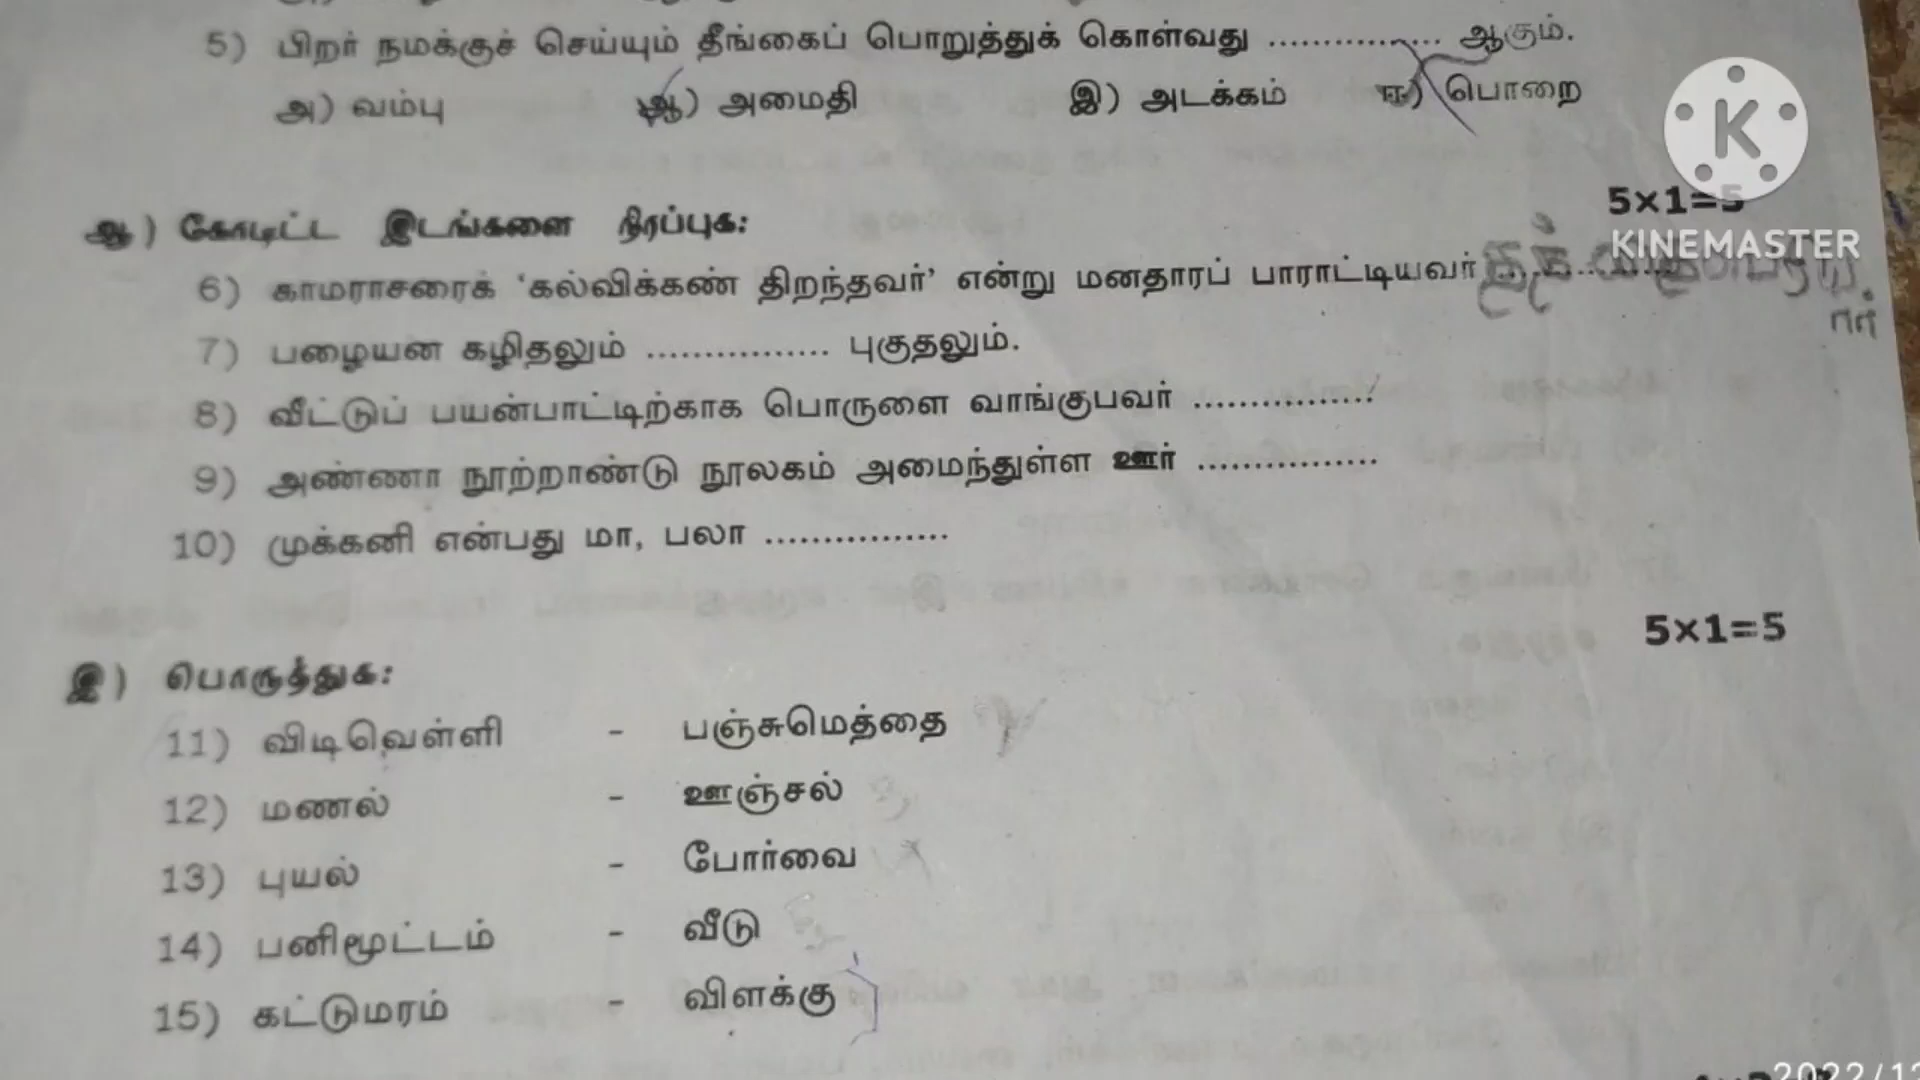 5) பிறர் நமக்குச் செய்யும் தீங்கைப் பொறுத்துக் கொள்வது ................ ஆகும்.
அ) வம்பு ஆ) அமைதி இ) அடக்கம் ஈ) பொறை
5×1=5
KINEMASTER
ஆ) கோடிட்ட இடங்களை நிரப்புக:
6) காமராசரைக் 'கல்விக்கண் திறந்தவர்' என்று மனதாரப் பாராட்டியவர்
7) பழையன கழிதலும் ................ புகுதலும்.
8) வீட்டுப் பயன்பாட்டிற்காக பொருளை வாங்குபவர் ................
9) அண்ணா நூற்றாண்டு நூலகம் அமைந்துள்ள ஊர் ................
10) முக்கனி என்பது மா, பலா ................
5×1=5
இ) பொருத்துக:
11) விடிவெள்ளி - பஞ்சுமெத்தை
12) மணல் - ஊஞ்சல்
13) புயல் - போர்வை
14) பனிமூட்டம் - வீடு
15) கட்டுமரம் - விளக்கு